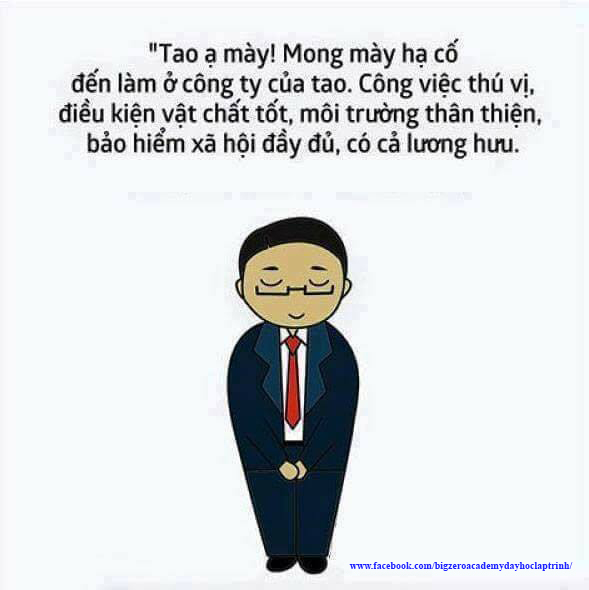 "Tao ạ mày! Mong mày hạ cố
đến làm ở công ty của tao. Công việc thú vị,
điều kiện vật chất tốt, môi trường thân thiện,
bảo hiểm xã hội đầy đủ, có cả lương hưu.
www.facebook.com/bigzeroacademydayhoclaptrinh/